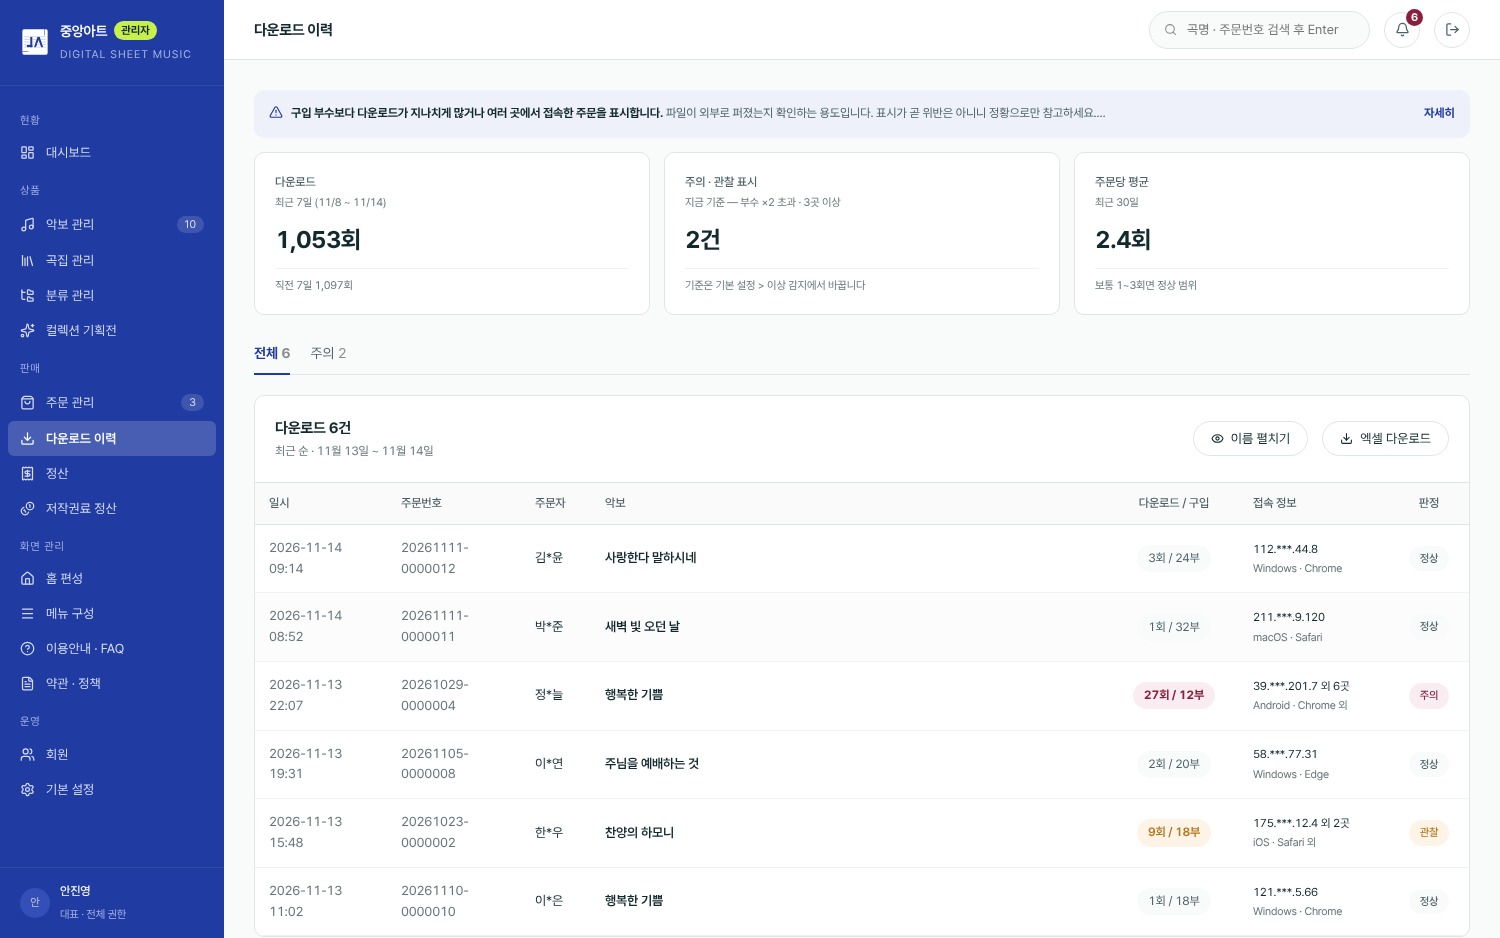 JA
중앙아트 관리자
DIGITAL SHEET MUSIC
현황
대시보드
상품
악보 관리 10
곡집 관리
분류 관리
컬렉션 기획전
판매
주문 관리 3
다운로드 이력
정산
저작권료 정산
화면 관리
홈 편성
메뉴 구성
이용안내 · FAQ
약관 · 정책
운영
회원
기본 설정
안
안진영
대표 · 전체 권한
다운로드 이력
곡명 · 주문번호 검색 후 Enter
6
구입 부수보다 다운로드가 지나치게 많거나 여러 곳에서 접속한 주문을 표시합니다. 파일이 외부로 퍼졌는지 확인하는 용도입니다. 표시가 곧 위반은 아니니 정황으로만 참고하세요.... 자세히
다운로드
최근 7일 (11/8 ~ 11/14)
1,053회
직전 7일 1,097회
주의 · 관찰 표시
지금 기준 — 부수 ×2 초과 · 3곳 이상
2건
기준은 기본 설정 > 이상 감지에서 바꿉니다
주문당 평균
최근 30일
2.4회
보통 1~3회면 정상 범위
전체 6 주의 2
다운로드 6건
최근 순 · 11월 13일 ~ 11월 14일
이름 펼치기 엑셀 다운로드
일시 주문번호 주문자 악보 다운로드 / 구입 접속 정보 판정
2026-11-14 09:14 20261111-0000012 김*윤 사랑한다 말하시네 3회 / 24부 112.***.44.8 Windows · Chrome 정상
2026-11-14 08:52 20261111-0000011 박*준 새벽 빛 오던 날 1회 / 32부 211.***.9.120 macOS · Safari 정상
2026-11-13 22:07 20261029-0000004 정*늘 행복한 기쁨 27회 / 12부 39.***.201.7 외 6곳 Android · Chrome 외 주의
2026-11-13 19:31 20261105-0000008 이*연 주님을 예배하는 것 2회 / 20부 58.***.77.31 Windows · Edge 정상
2026-11-13 15:48 20261023-0000002 한*우 찬양의 하모니 9회 / 18부 175.***.12.4 외 2곳 iOS · Safari 외 관찰
2026-11-13 11:02 20261110-0000010 이*은 행복한 기쁨 1회 / 18부 121.***.5.66 Windows · Chrome 정상